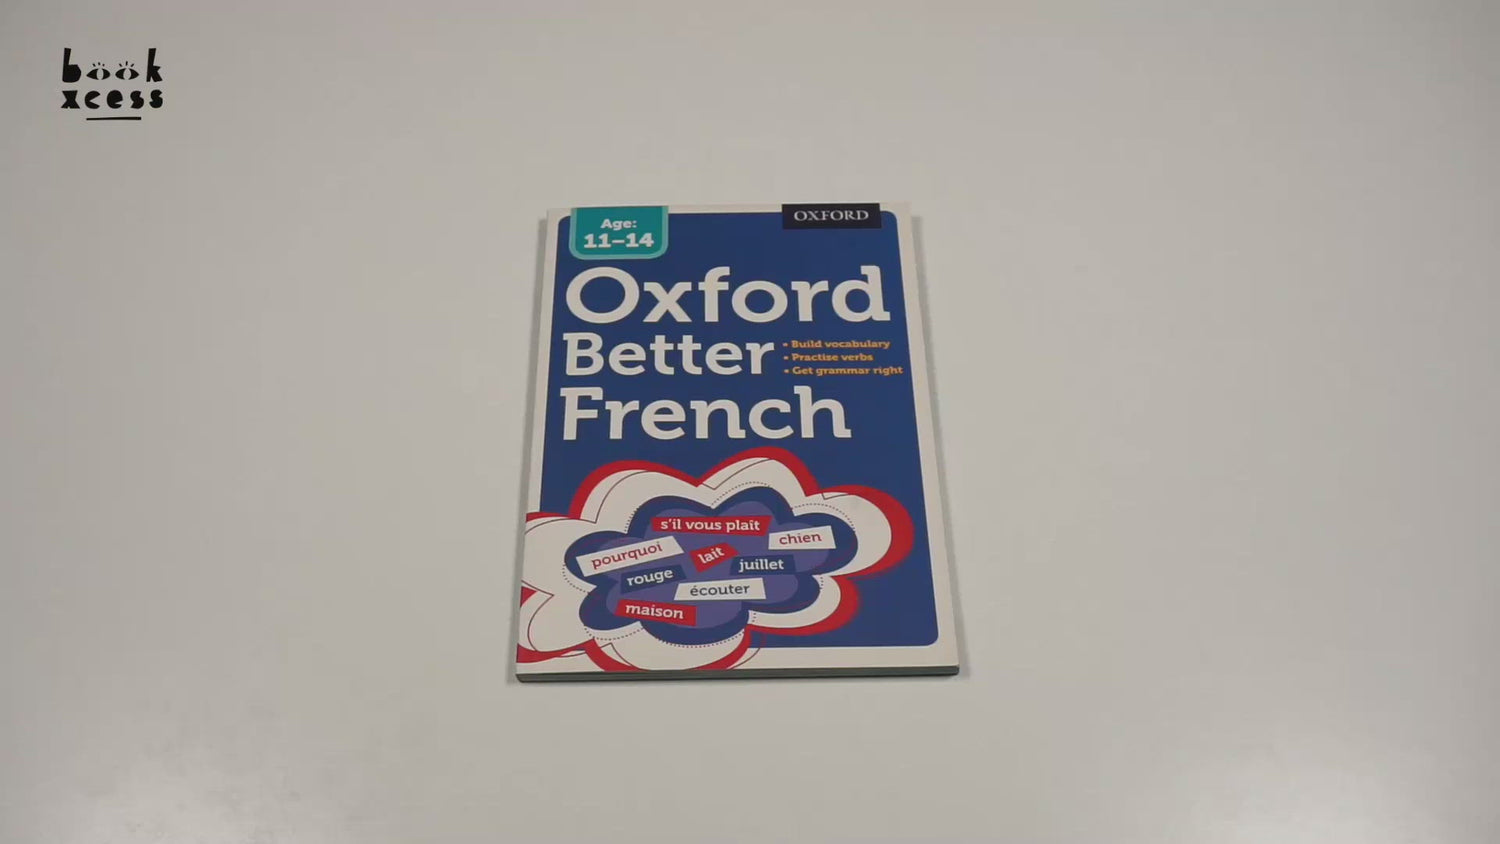 book
xcess
Age:
11–14
OXFORD
Oxford
Better
French
• Build vocabulary
• Practise verbs
• Get grammar right
s'il vous plaît
pourquoi
lait
chien
rouge
juillet
écouter
maison